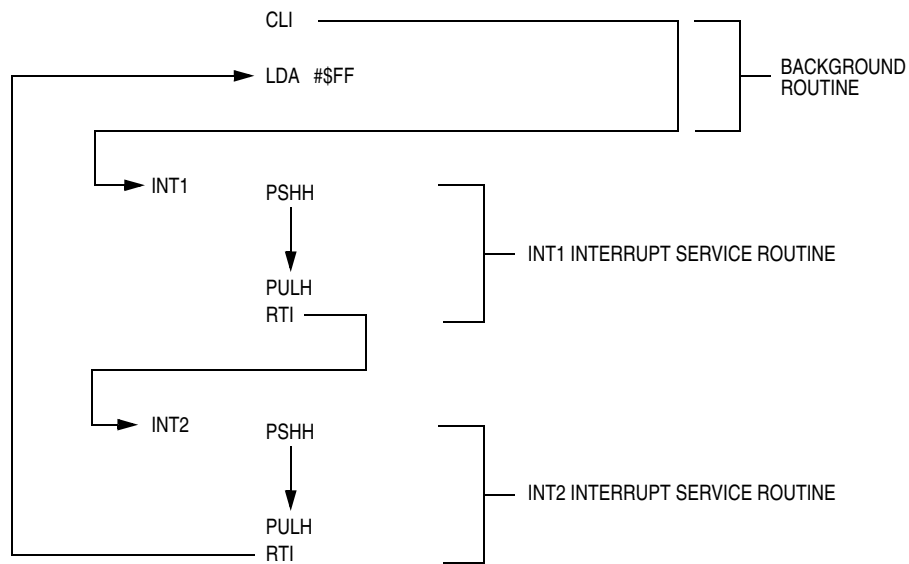 CLI
LDA #$FF
BACKGROUND
ROUTINE
INT1
PSHH
INT1 INTERRUPT SERVICE ROUTINE
PULH
RTI
INT2
PSHH
INT2 INTERRUPT SERVICE ROUTINE
PULH
RTI